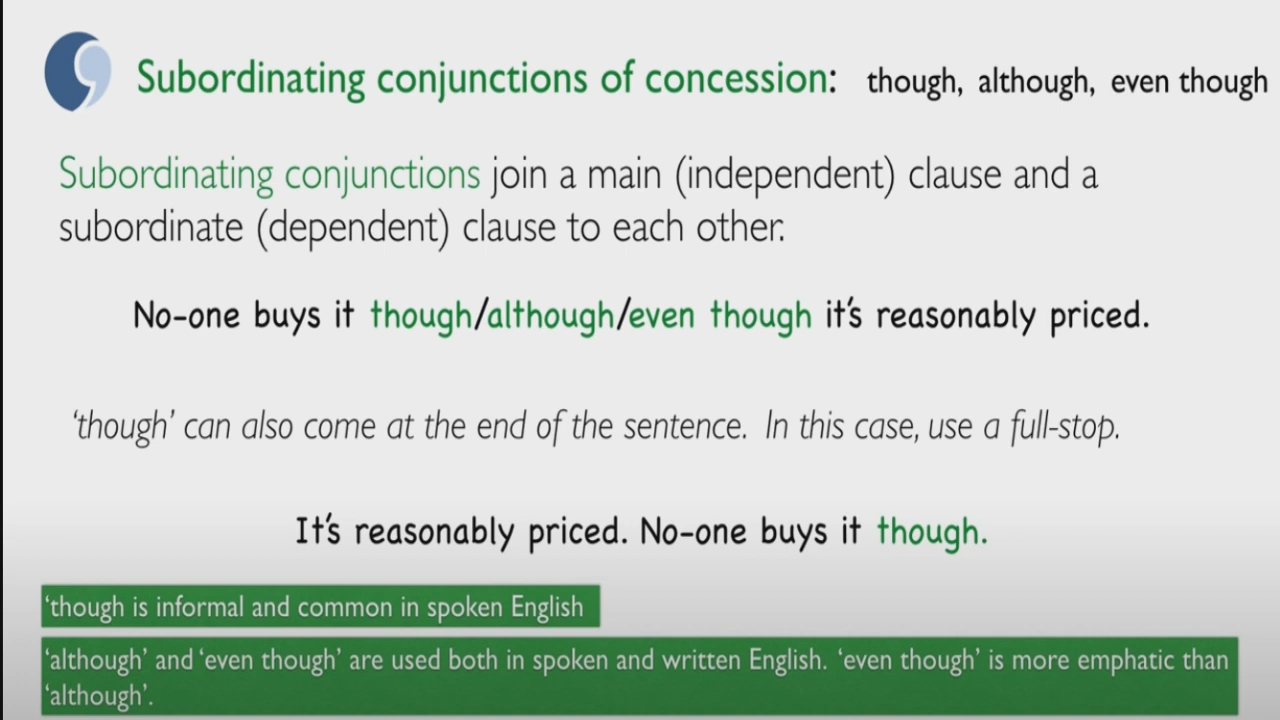 Subordinating conjunctions of concession: though, although, even though
Subordinating conjunctions join a main (independent) clause and a
subordinate (dependent) clause to each other.
No-one buys it though/although/even though it's reasonably priced.
‘though’ can also come at the end of the sentence. In this case, use a full-stop.
It's reasonably priced. No-one buys it though.
‘though is informal and common in spoken English
‘although’ and ‘even though’ are used both in spoken and written English. ‘even though’ is more emphatic than
‘although’.